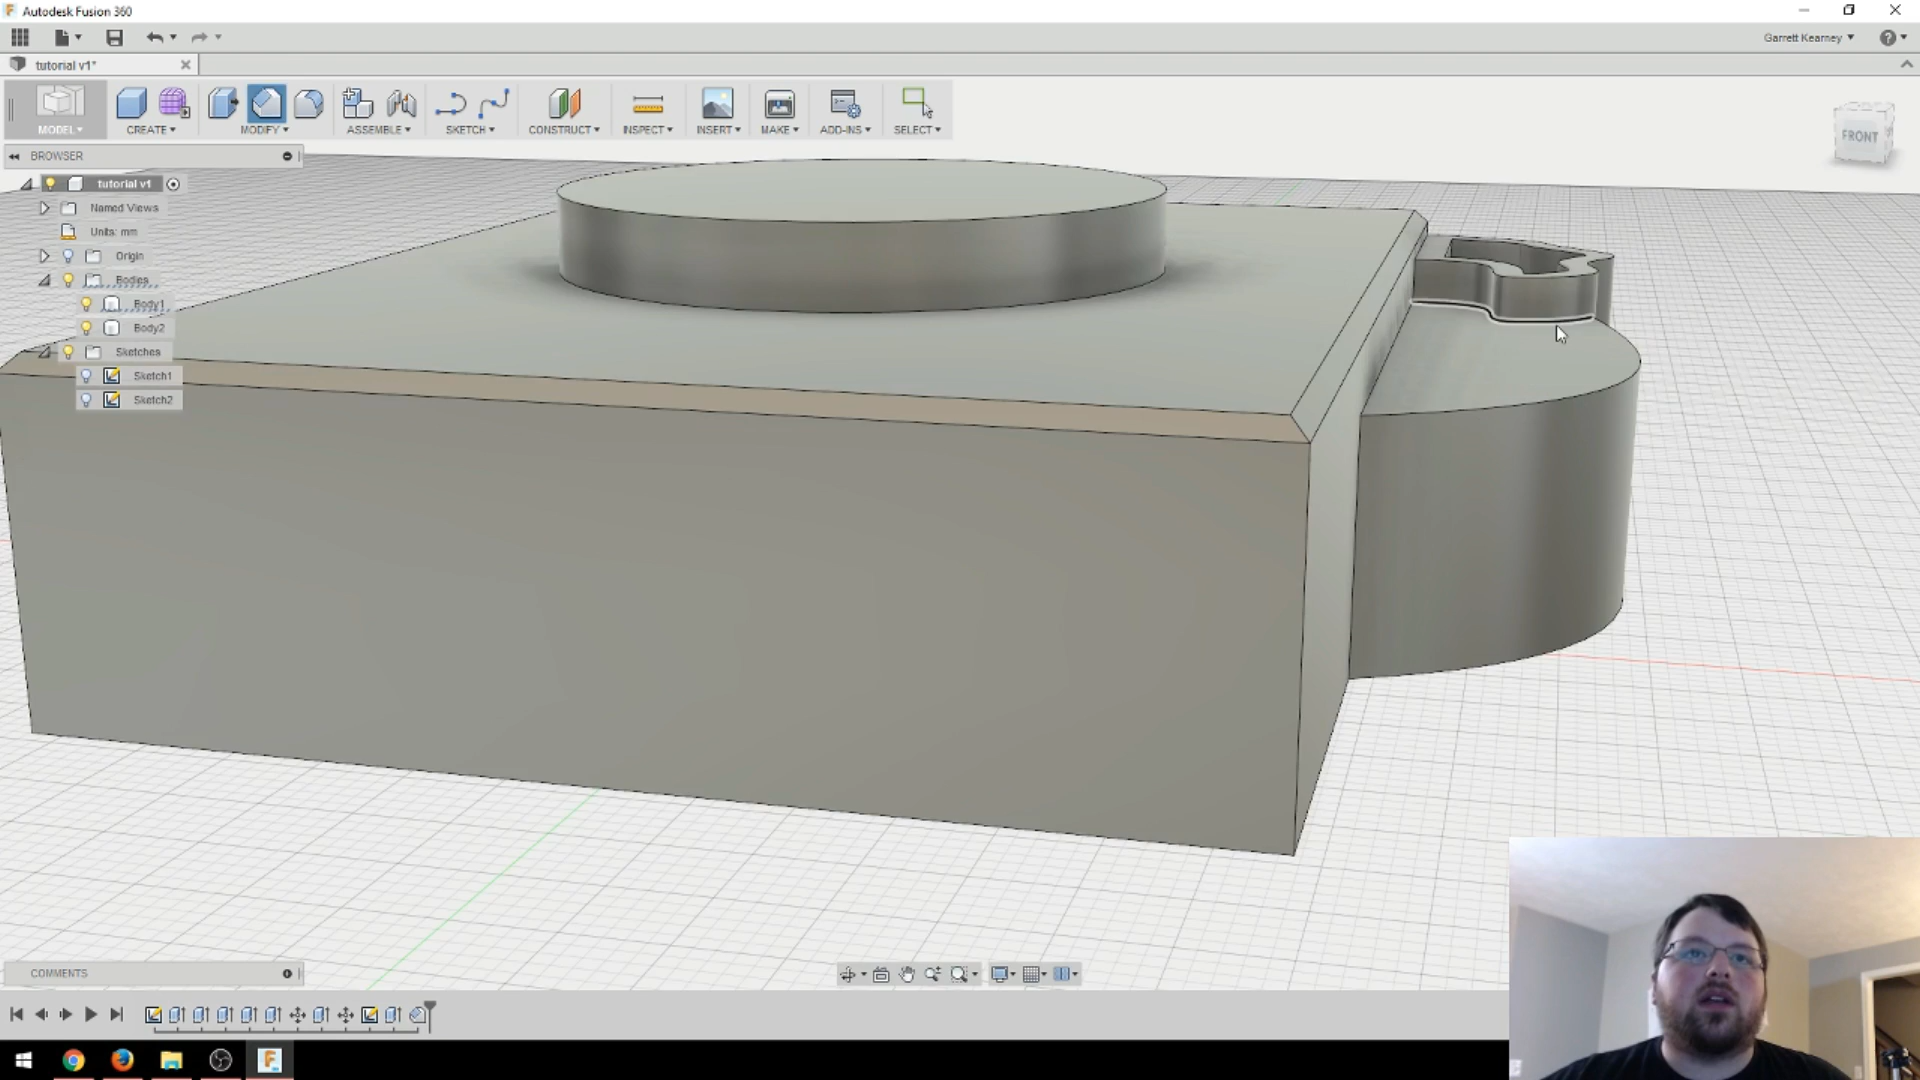 Autodesk Fusion 360
Garrett Kearney
tutorial v1*
MODEL
CREATE
MODIFY
ASSEMBLE
SKETCH
CONSTRUCT
INSPECT
INSERT
MAKE
ADD-INS
SELECT
FRONT
BROWSER
tutorial v1
Named Views
Units: mm
Origin
Bodies
Body1
Body2
Sketches
Sketch1
Sketch2
COMMENTS